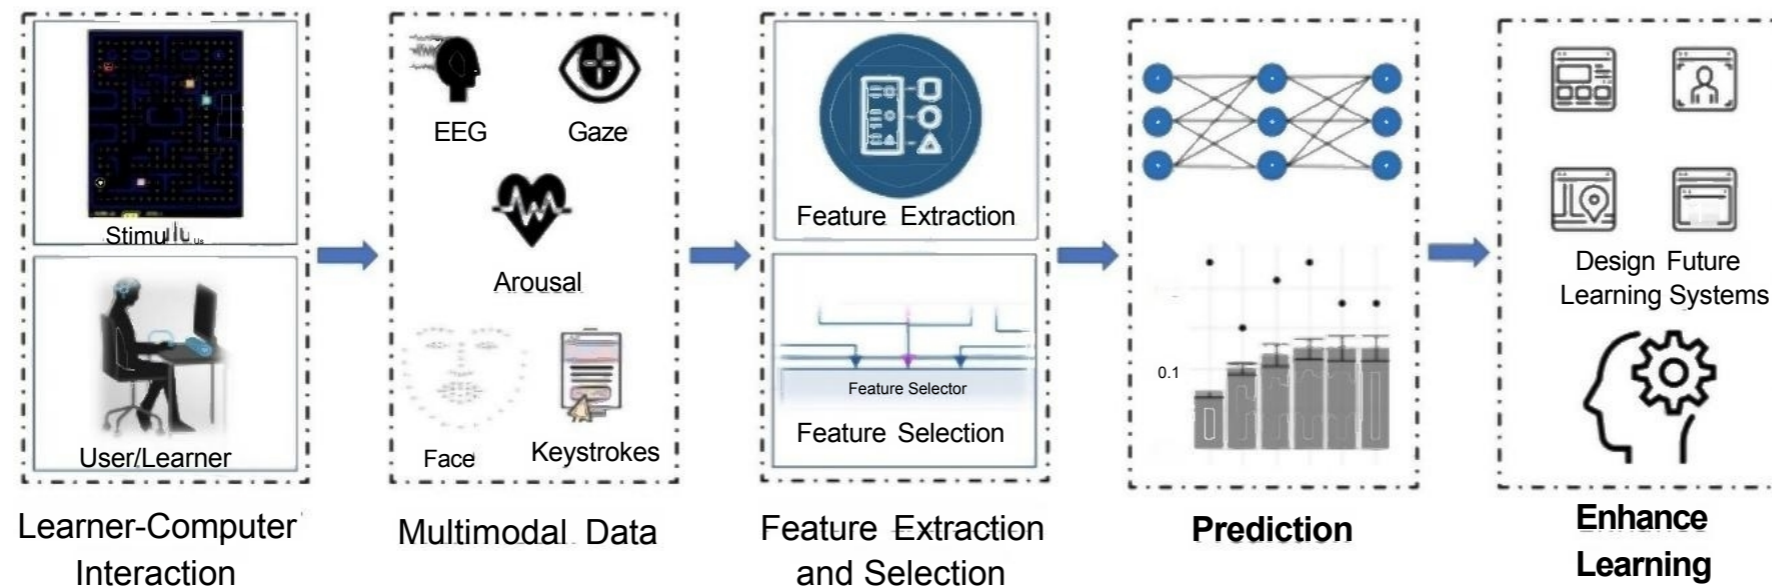 EEG
Gaze
Arousal
Face
Keystrokes
User/Learner
Feature Extraction
Feature Selector
Feature Selection
0.1
Design Future
Learning Systems
Learner-Computer
Interaction
Multimodal Data
Feature Extraction
and Selection
Prediction
Enhance
Learning